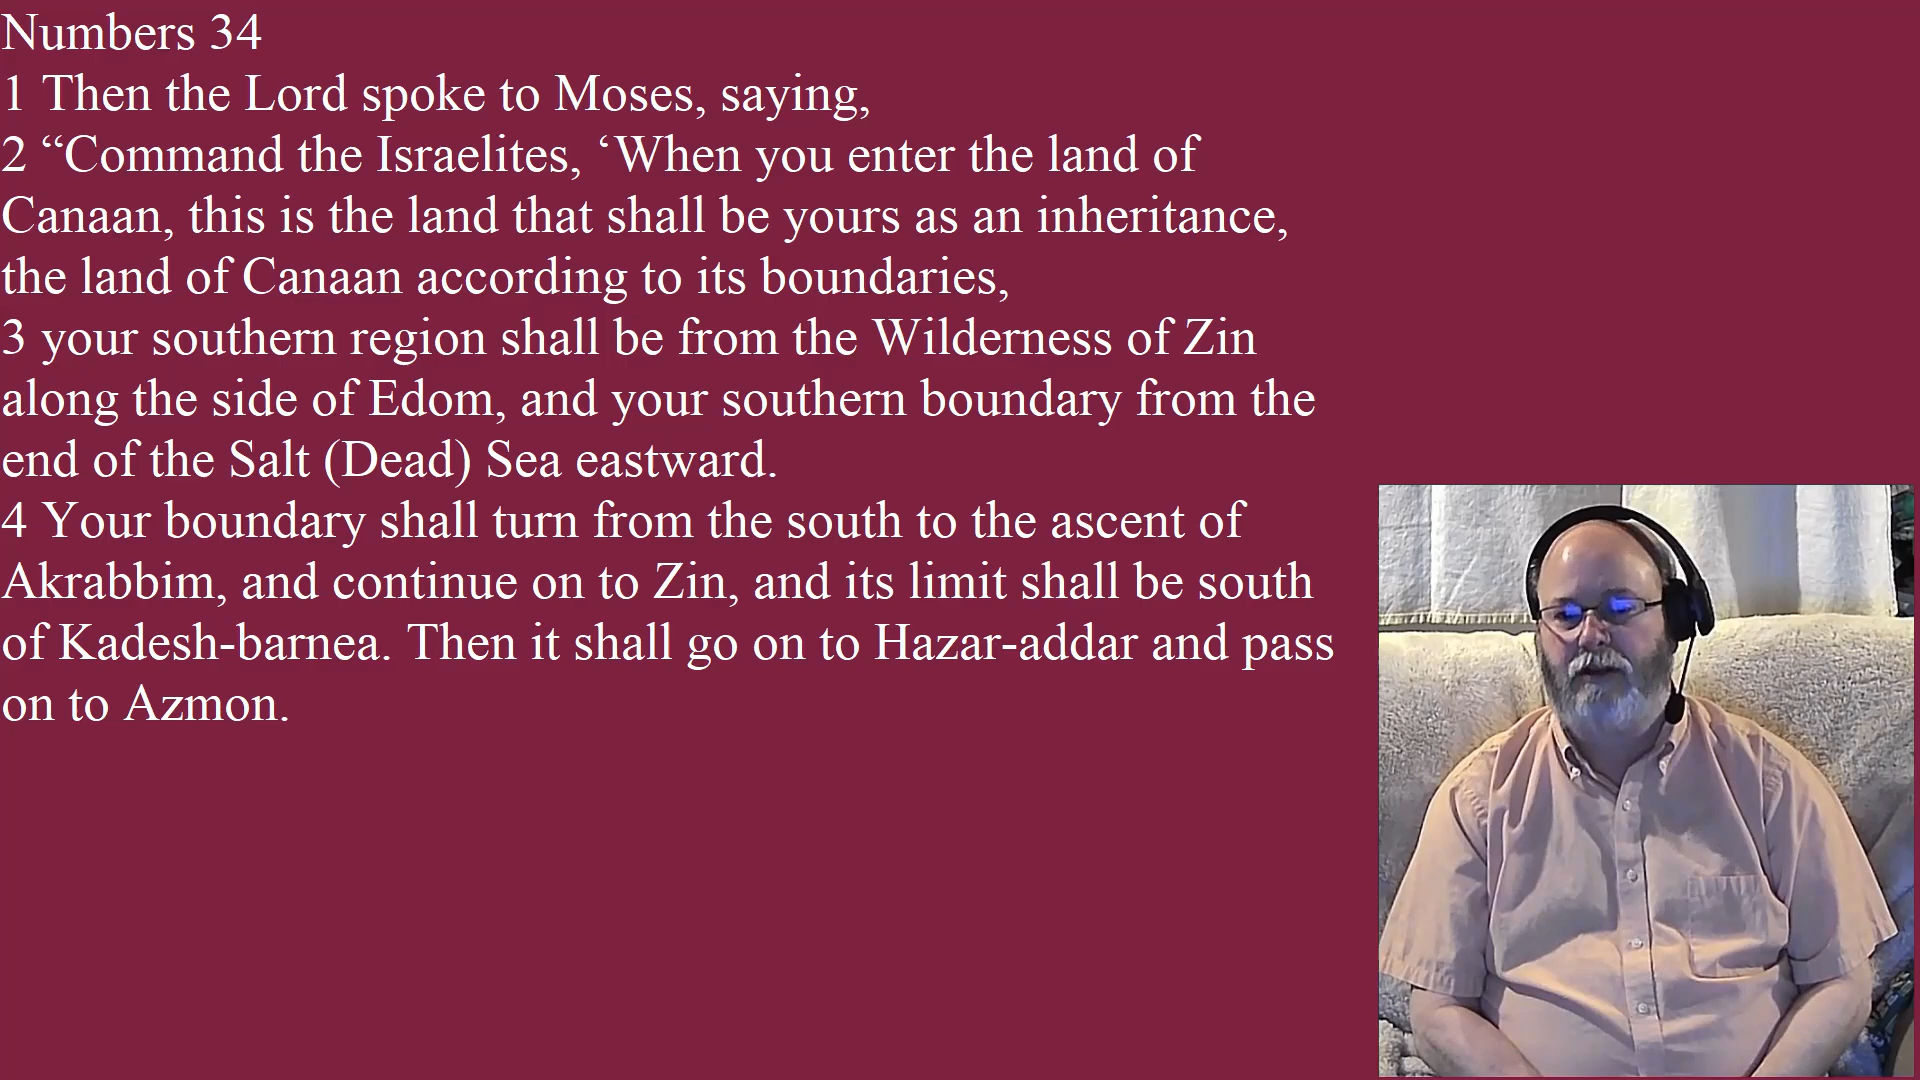 Numbers 34
1 Then the Lord spoke to Moses, saying,
2 “Command the Israelites, ‘When you enter the land of
Canaan, this is the land that shall be yours as an inheritance,
the land of Canaan according to its boundaries,
3 your southern region shall be from the Wilderness of Zin
along the side of Edom, and your southern boundary from the
end of the Salt (Dead) Sea eastward.
4 Your boundary shall turn from the south to the ascent of
Akrabbim, and continue on to Zin, and its limit shall be south
of Kadesh-barnea. Then it shall go on to Hazar-addar and pass
on to Azmon.